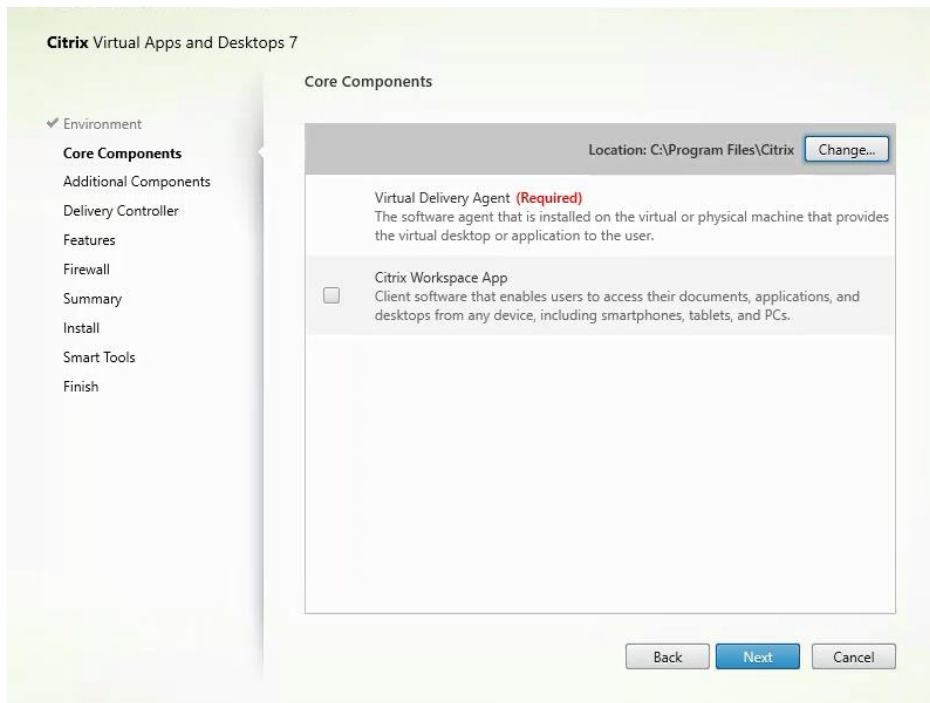 Citrix Virtual Apps and Desktops 7
Core Components
Environment
Core Components
Additional Components
Delivery Controller
Features
Firewall
Summary
Install
Smart Tools
Finish
Location: C:\Program Files\Citrix Change...
Virtual Delivery Agent (Required)
The software agent that is installed on the virtual or physical machine that provides
the virtual desktop or application to the user.
Citrix Workspace App
Client software that enables users to access their documents, applications, and
desktops from any device, including smartphones, tablets, and PCs.
Back Next Cancel